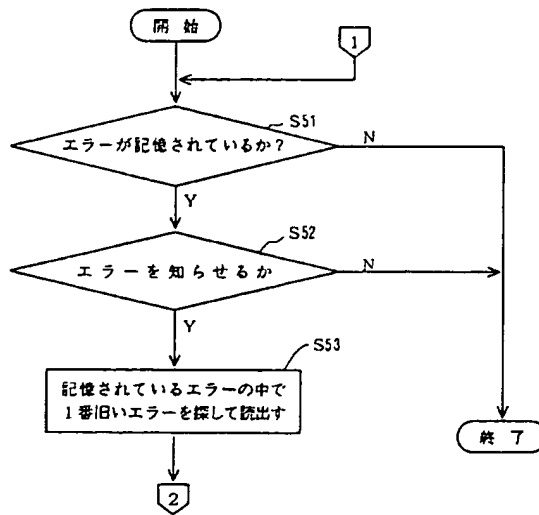 開始
1
S51
エラーが記憶されているか？
N
Y
S52
エラーを知らせるか
N
Y
S53
記憶されているエラーの中で
1番旧いエラーを探して読出す
終了
2